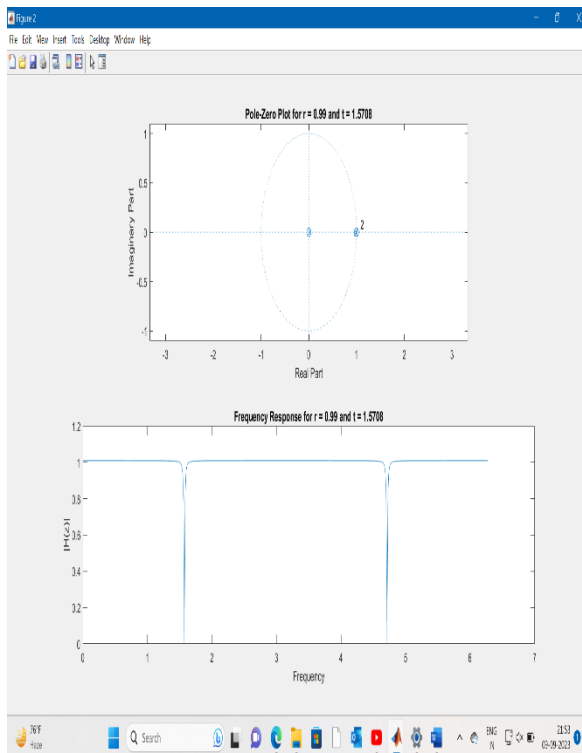 Figure 2
File Edit View Insert Tools Desktop Window Help
Pole-Zero Plot for r = 0.99 and t = 1.5708
1
0.5
0
-0.5
-1
Imaginary Part
2
-3 -2 -1 0 1 2 3
Real Part
Frequency Response for r = 0.99 and t = 1.5708
1.2
1
0.8
0.6
0.4
0.2
0
|H(z)|
0 1 2 3 4 5 6 7
Frequency
76°F
Haze
Search
ENG
IN
21:53
09-09-2023